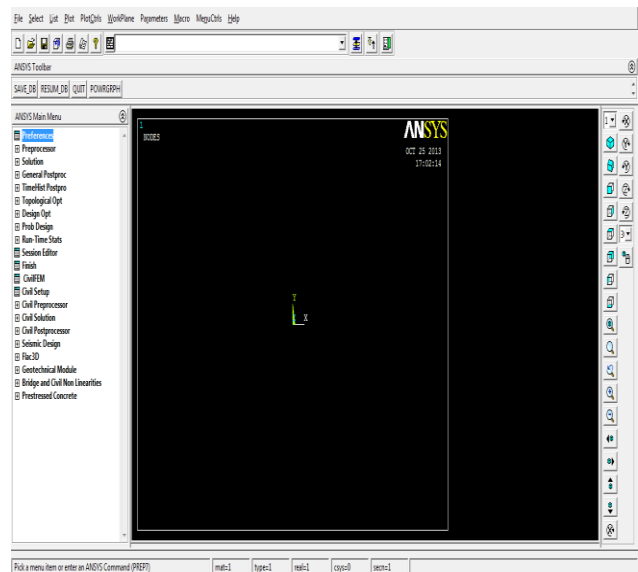 File Select List Plot PlotCtrls WorkPlane Parameters Macro MenuCtrls Help
ANSYS Toolbar
SAVE_DB RESUM_DB QUIT POWRGRPH
ANSYS Main Menu
Preferences
Preprocessor
Solution
General Postproc
TimeHist Postpro
Topological Opt
Design Opt
Prob Design
Run-Time Stats
Session Editor
Finish
CivilFEM
Civil Setup
Civil Preprocessor
Civil Solution
Civil Postprocessor
Seismic Design
Flac3D
Geotechnical Module
Bridge and Civil Non Linearities
Prestressed Concrete
1
NODES
ANSYS
OCT 25 2013
17:02:14
Y
X
1
3
Pick a menu item or enter an ANSYS Command (PREP7) mat=1 type=1 real=1 csys=0 secn=1